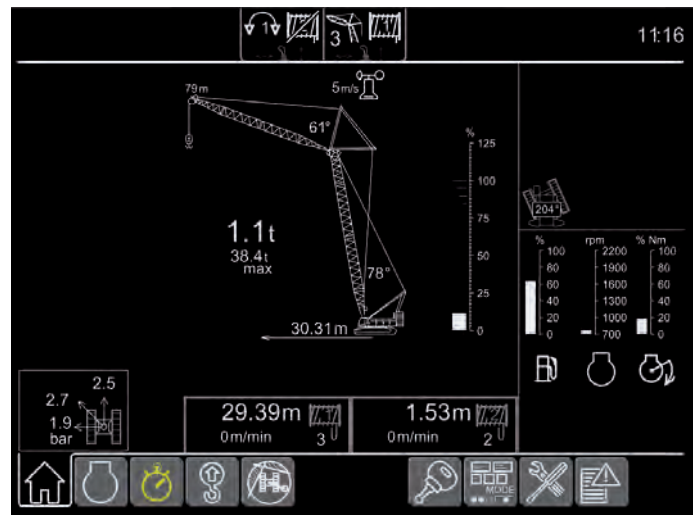 1
3
11:16
79m
5m/s
61°
%
125
100
75
50
25
0
1.1t
38.4t
max
78°
30.31m
204°
% rpm % Nm
100 2200 100
80 1900 80
60 1600 60
40 1300 40
20 1000 20
0 700 0
2.5
2.7
1.9
bar
29.39m 1.53m
0m/min 3 0m/min 2
MODE